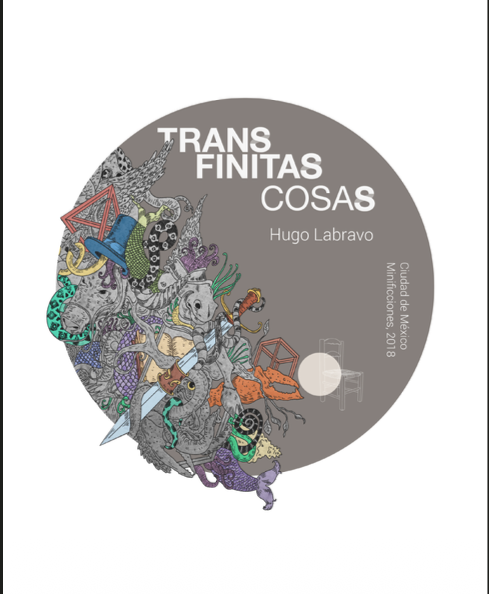 TRANS
FINITAS
COSAS
Hugo Labravo
Ciudad de México
Minificciones, 2018